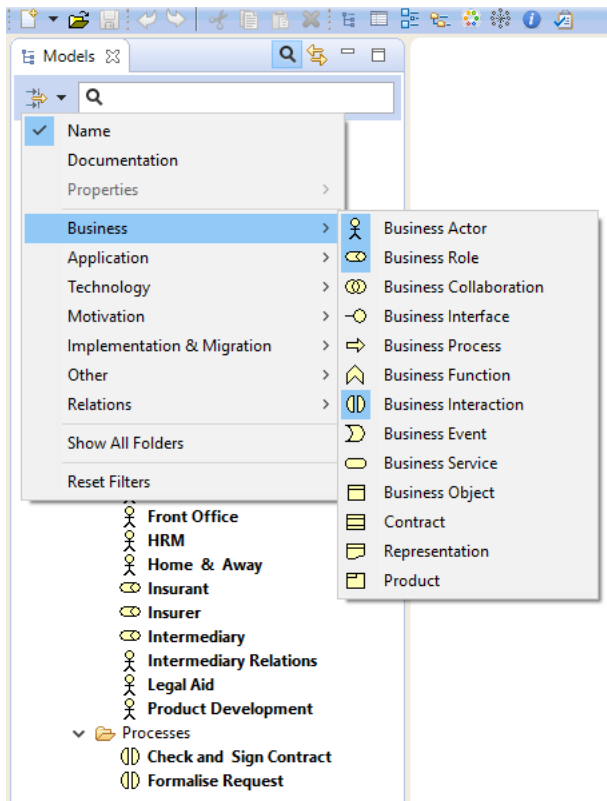 Models
Name
Documentation
Properties
Business
Application
Technology
Motivation
Implementation & Migration
Other
Relations
Show All Folders
Reset Filters
Business Actor
Business Role
Business Collaboration
Business Interface
Business Process
Business Function
Business Interaction
Business Event
Business Service
Business Object
Contract
Representation
Product
Front Office
HRM
Home & Away
Insurant
Insurer
Intermediary
Intermediary Relations
Legal Aid
Product Development
Processes
Check and Sign Contract
Formalise Request